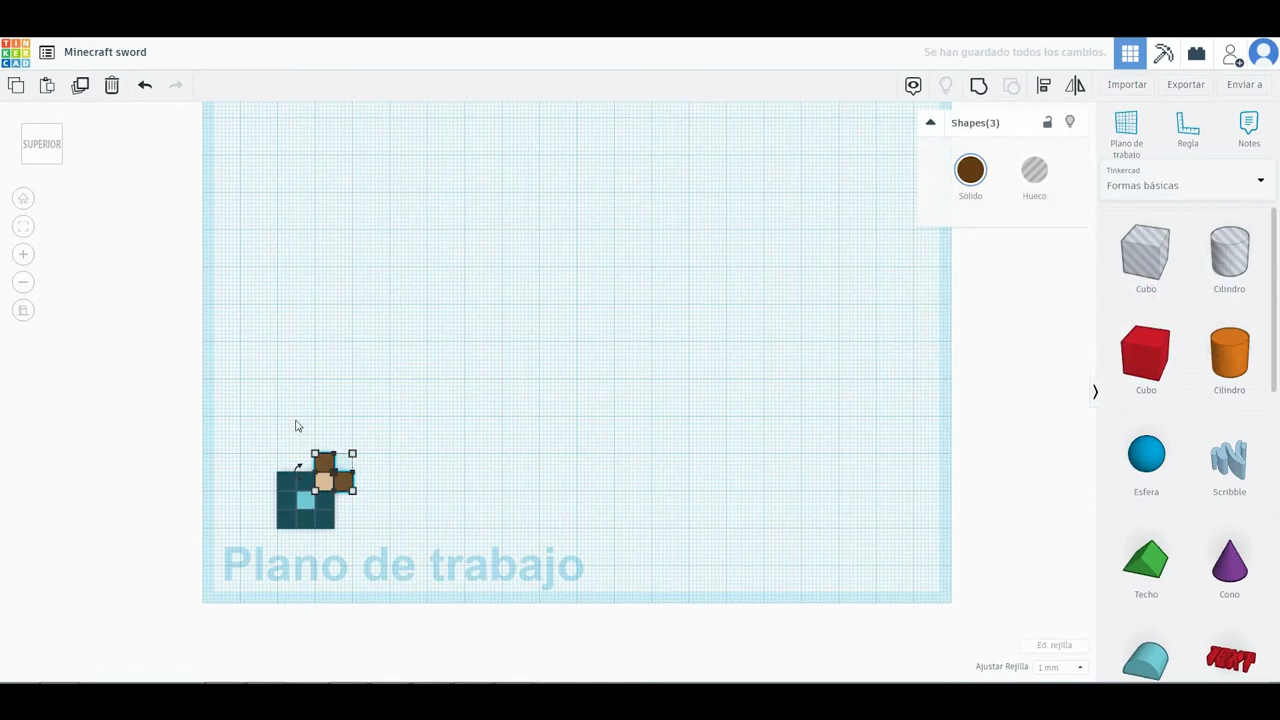 TIN
KER
CAD
Minecraft sword
Se han guardado todos los cambios.
Importar
Exportar
Enviar a
SUPERIOR
Shapes(3)
Sólido
Hueco
Plano de
trabajo
Regla
Notes
Tinkercad
Formas básicas
Cubo
Cilindro
Cubo
Cilindro
Esfera
Scribble
Techo
Cono
TEXT
Plano de trabajo
Ed. rejilla
Ajustar Rejilla
1 mm